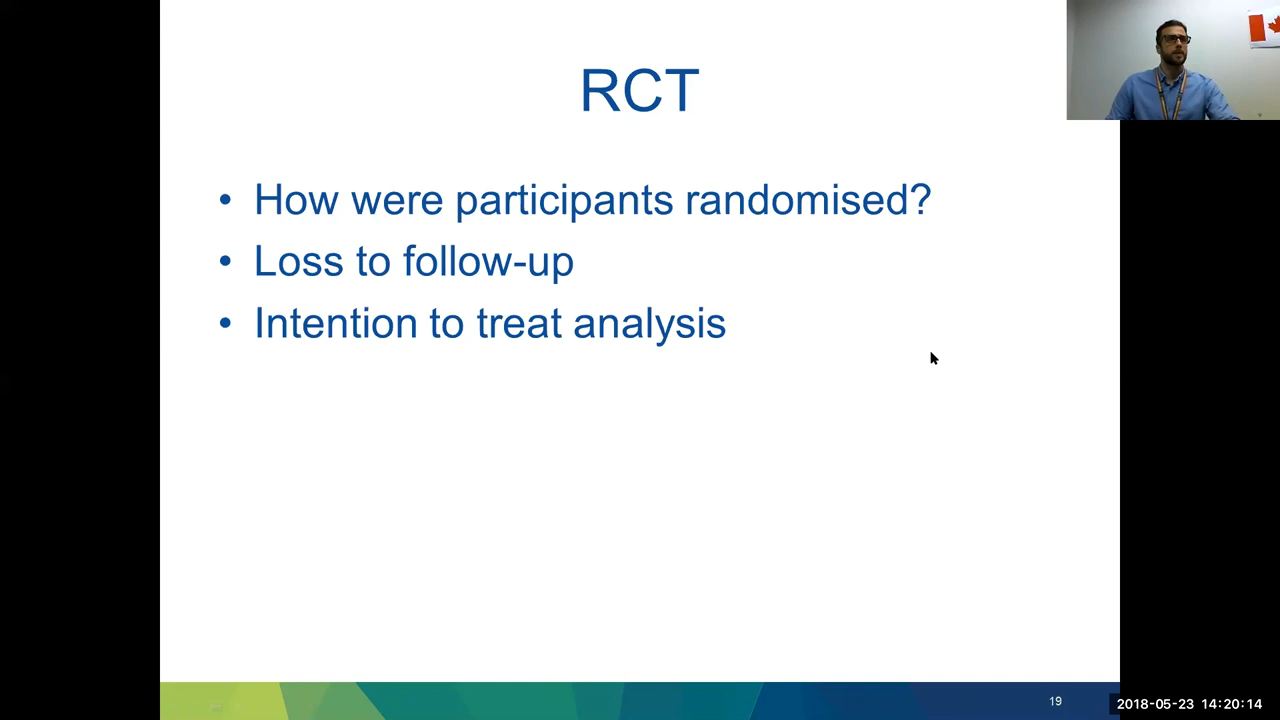 RCT
• How were participants randomised?
• Loss to follow-up
• Intention to treat analysis
19
2018-05-23 14:20:14